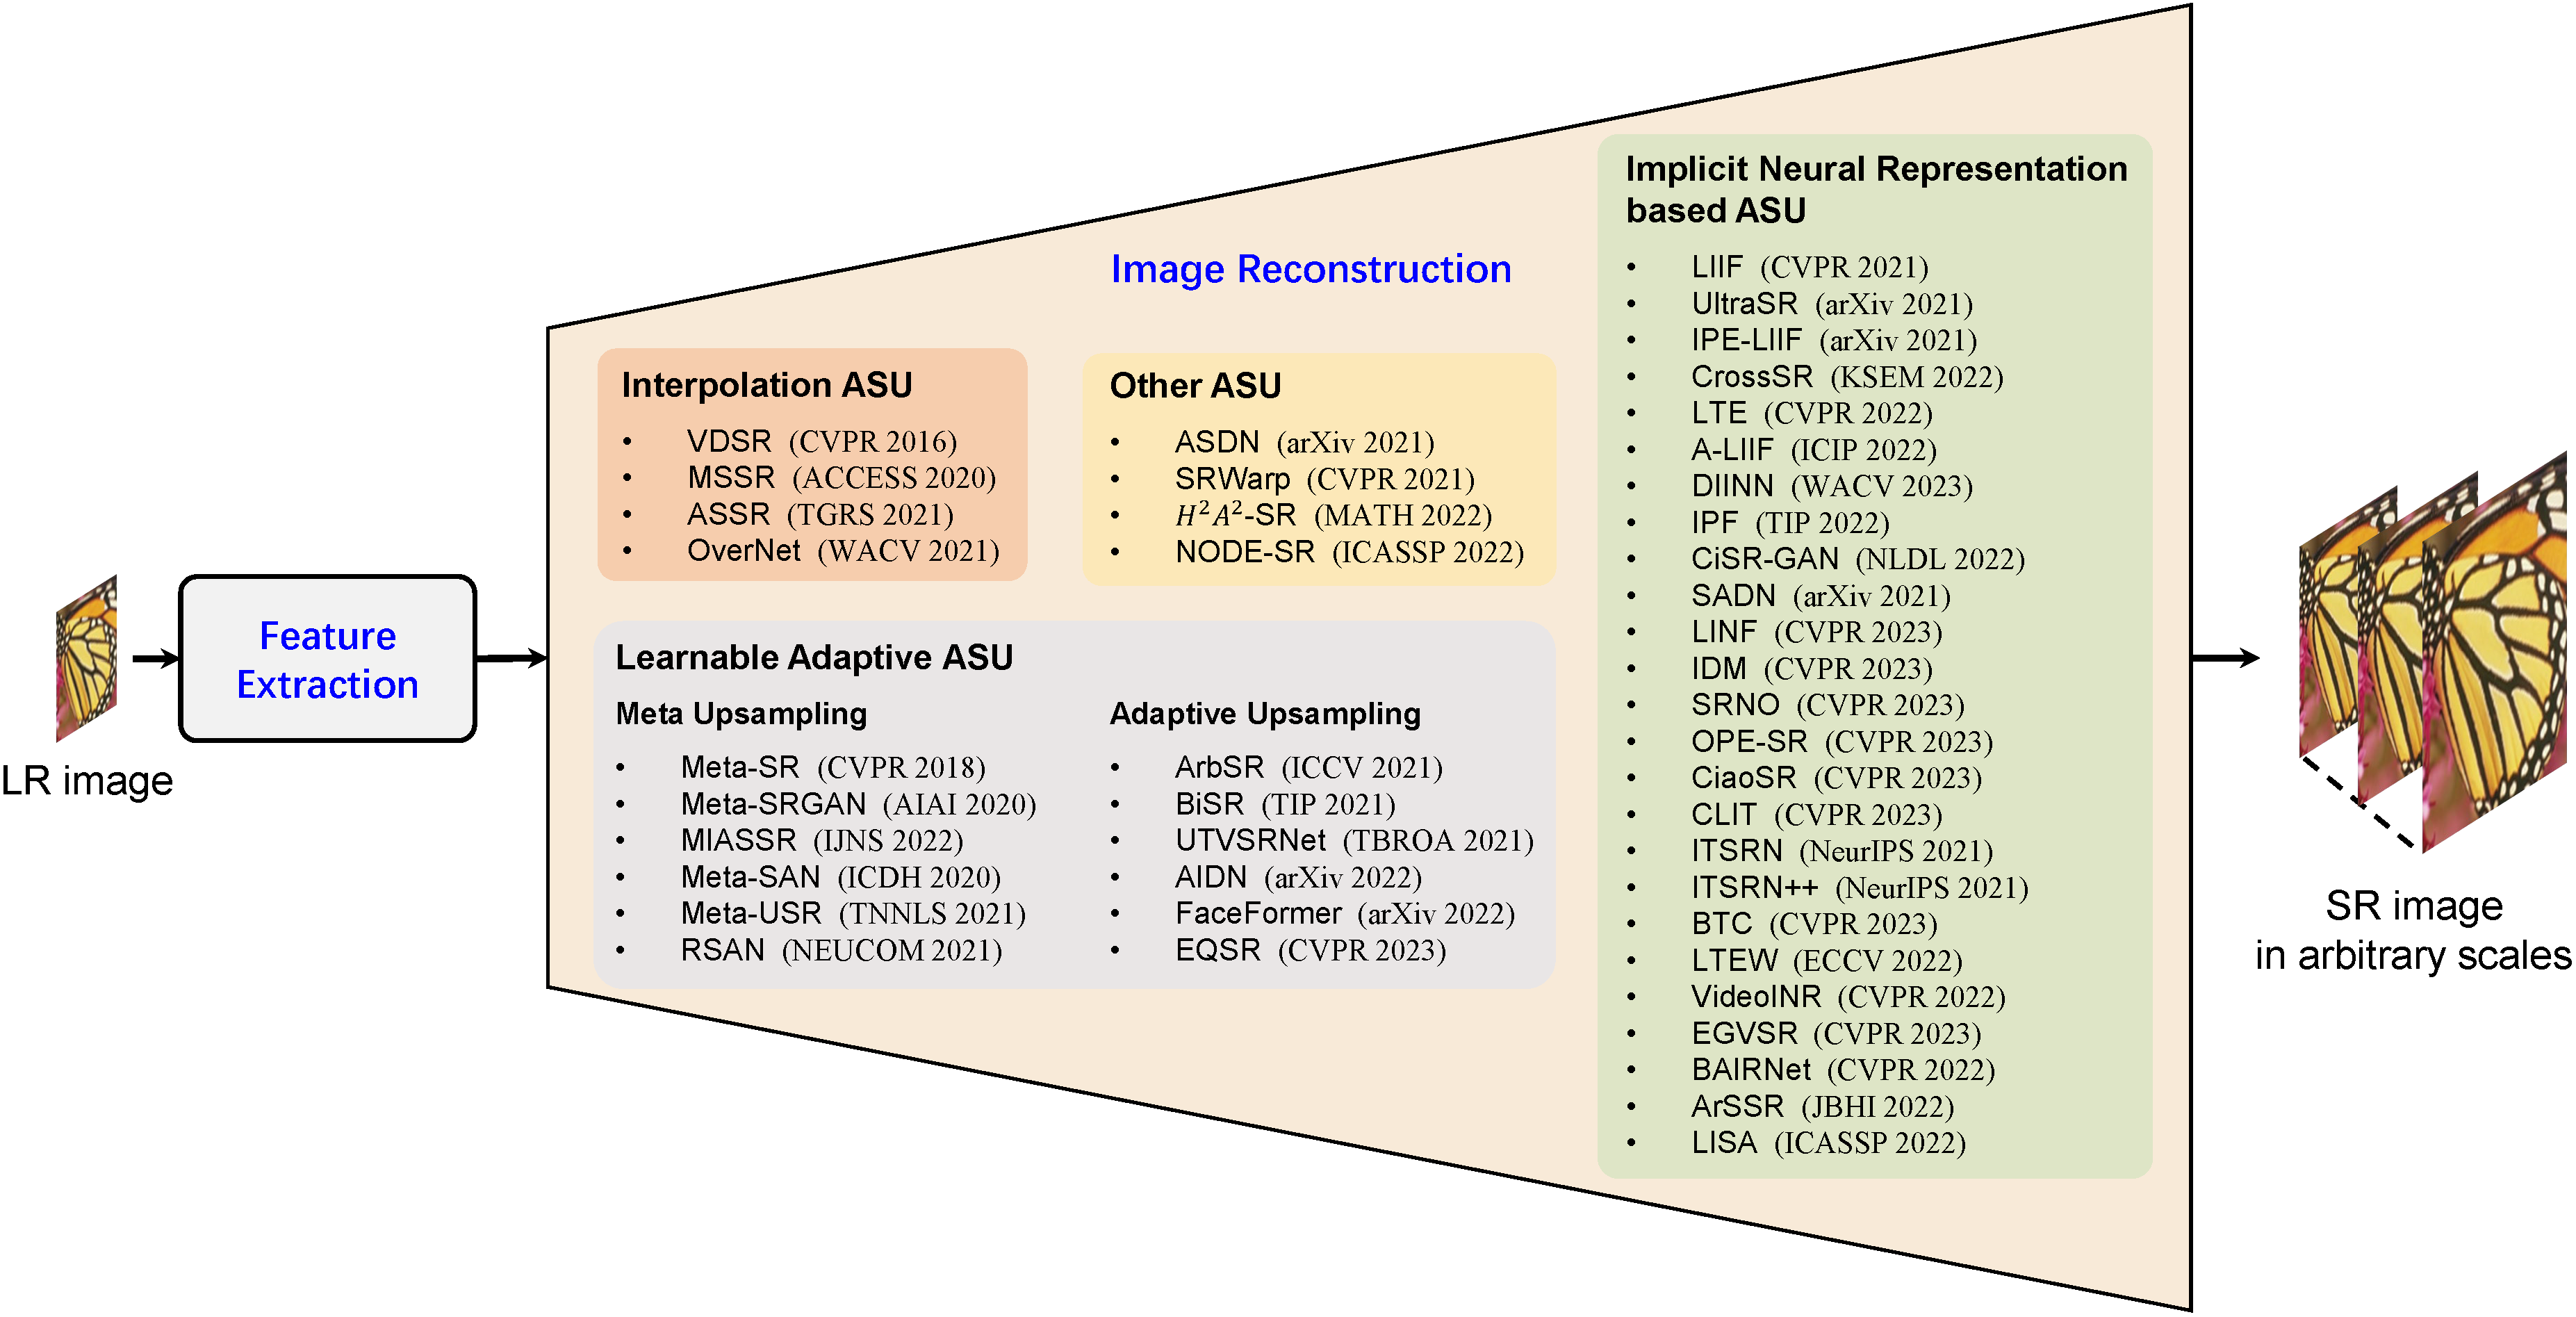 LR image
Feature
Extraction
Image Reconstruction
Interpolation ASU
• VDSR (CVPR 2016)
• MSSR (ACCESS 2020)
• ASSR (TGRS 2021)
• OverNet (WACV 2021)
Other ASU
• ASDN (arXiv 2021)
• SRWarp (CVPR 2021)
• H²A²-SR (MATH 2022)
• NODE-SR (ICASSP 2022)
Learnable Adaptive ASU
Meta Upsampling
• Meta-SR (CVPR 2018)
• Meta-SRGAN (AIAI 2020)
• MIASSR (IJNS 2022)
• Meta-SAN (ICDH 2020)
• Meta-USR (TNNLS 2021)
• RSAN (NEUCOM 2021)
Adaptive Upsampling
• ArbSR (ICCV 2021)
• BiSR (TIP 2021)
• UTVSRNet (TBROA 2021)
• AIDN (arXiv 2022)
• FaceFormer (arXiv 2022)
• EQSR (CVPR 2023)
Implicit Neural Representation
based ASU
• LIIF (CVPR 2021)
• UltraSR (arXiv 2021)
• IPE-LIIF (arXiv 2021)
• CrossSR (KSEM 2022)
• LTE (CVPR 2022)
• A-LIIF (ICIP 2022)
• DIINN (WACV 2023)
• IPF (TIP 2022)
• CiSR-GAN (NLDL 2022)
• SADN (arXiv 2021)
• LINF (CVPR 2023)
• IDM (CVPR 2023)
• SRNO (CVPR 2023)
• OPE-SR (CVPR 2023)
• CiaoSR (CVPR 2023)
• CLIT (CVPR 2023)
• ITSRN (NeurIPS 2021)
• ITSRN++ (NeurIPS 2021)
• BTC (CVPR 2023)
• LTEW (ECCV 2022)
• VideoINR (CVPR 2022)
• EGVSR (CVPR 2023)
• BAIRNet (CVPR 2022)
• ArSSR (JBHI 2022)
• LISA (ICASSP 2022)
SR image
in arbitrary scales